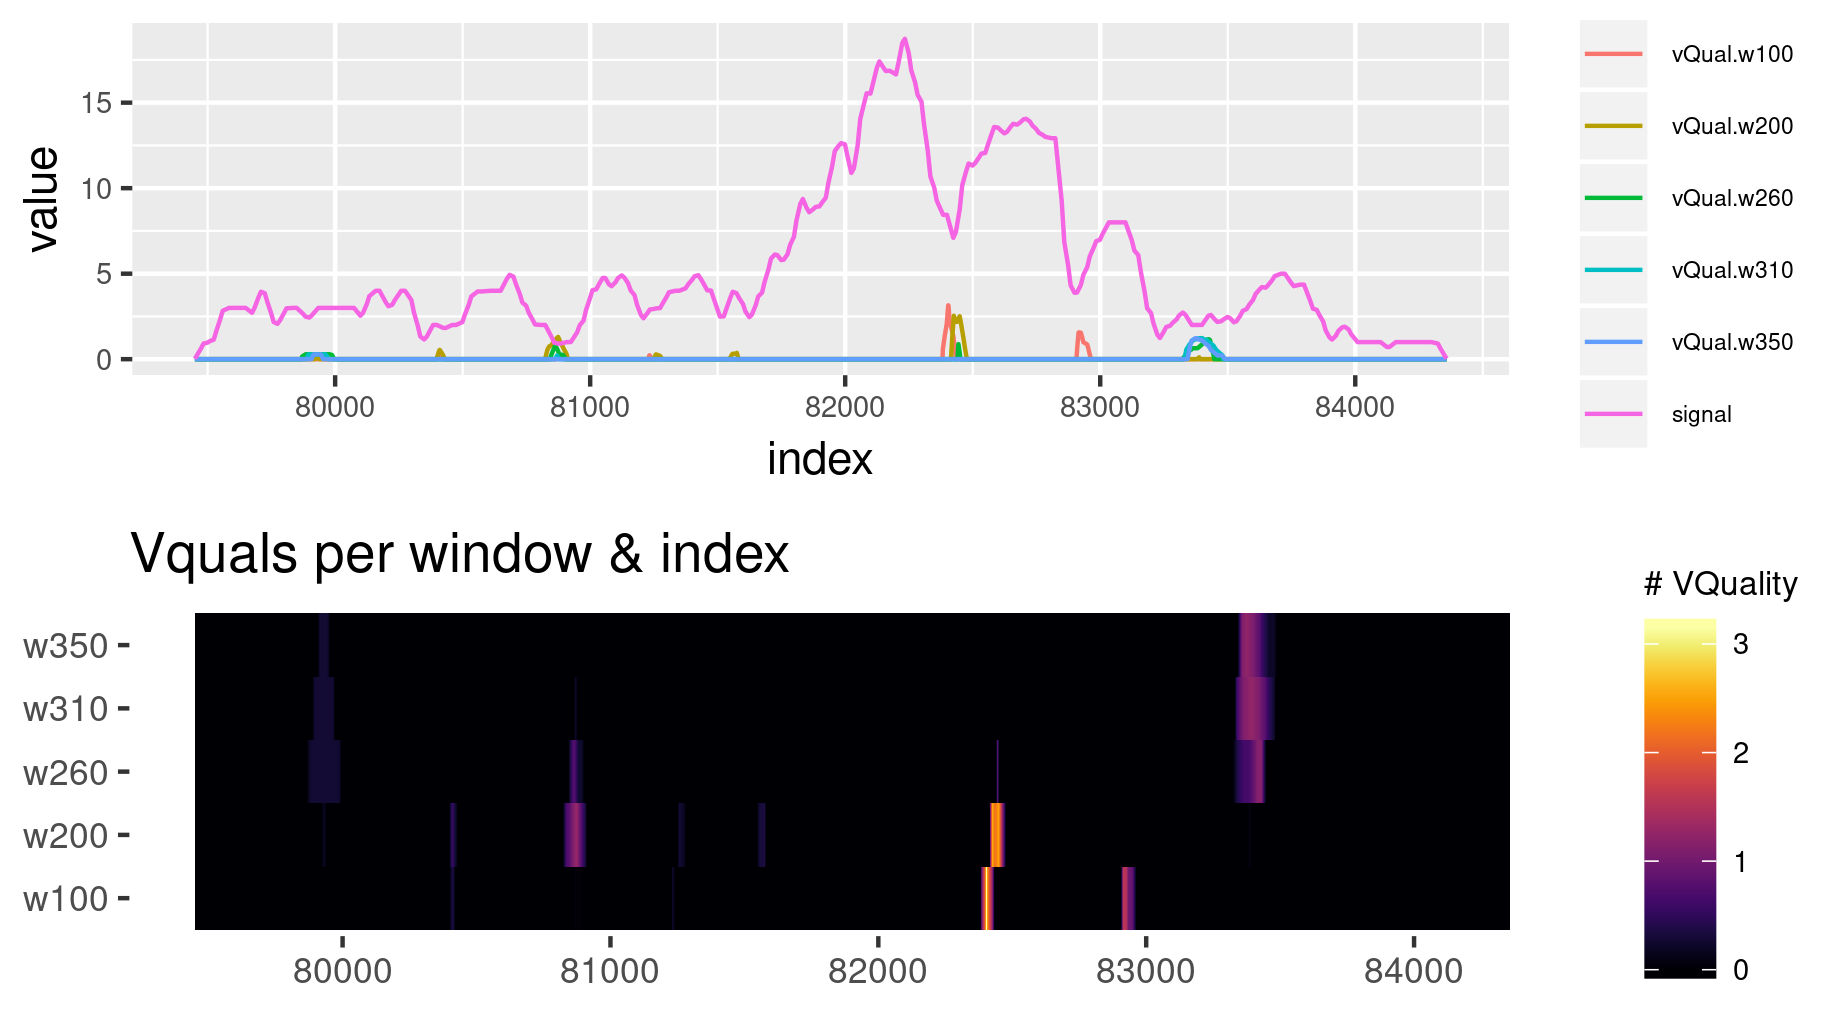 value
15
10
5
0
80000 81000 82000 83000 84000
index
vQual.w100
vQual.w200
vQual.w260
vQual.w310
vQual.w350
signal
Vquals per window & index
w350
w310
w260
w200
w100
80000 81000 82000 83000 84000
# VQuality
3
2
1
0